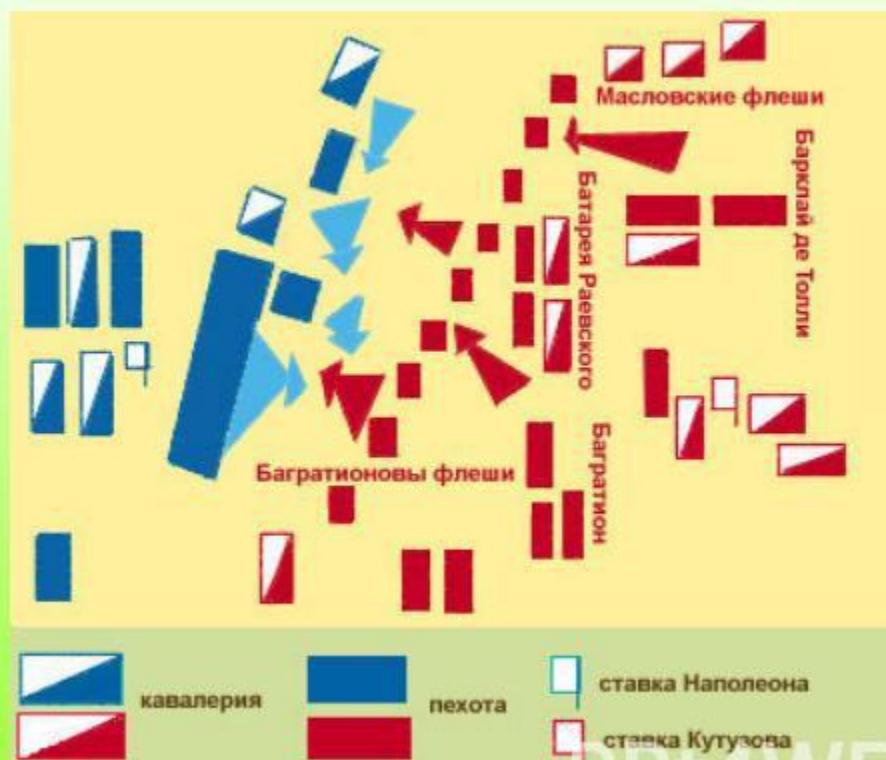 Масловские флеши
Барклай де Толли
Батарея Раевского
Багратион
Багратионовы флеши
кавалерия
пехота
ставка Наполеона
ставка Кутузова